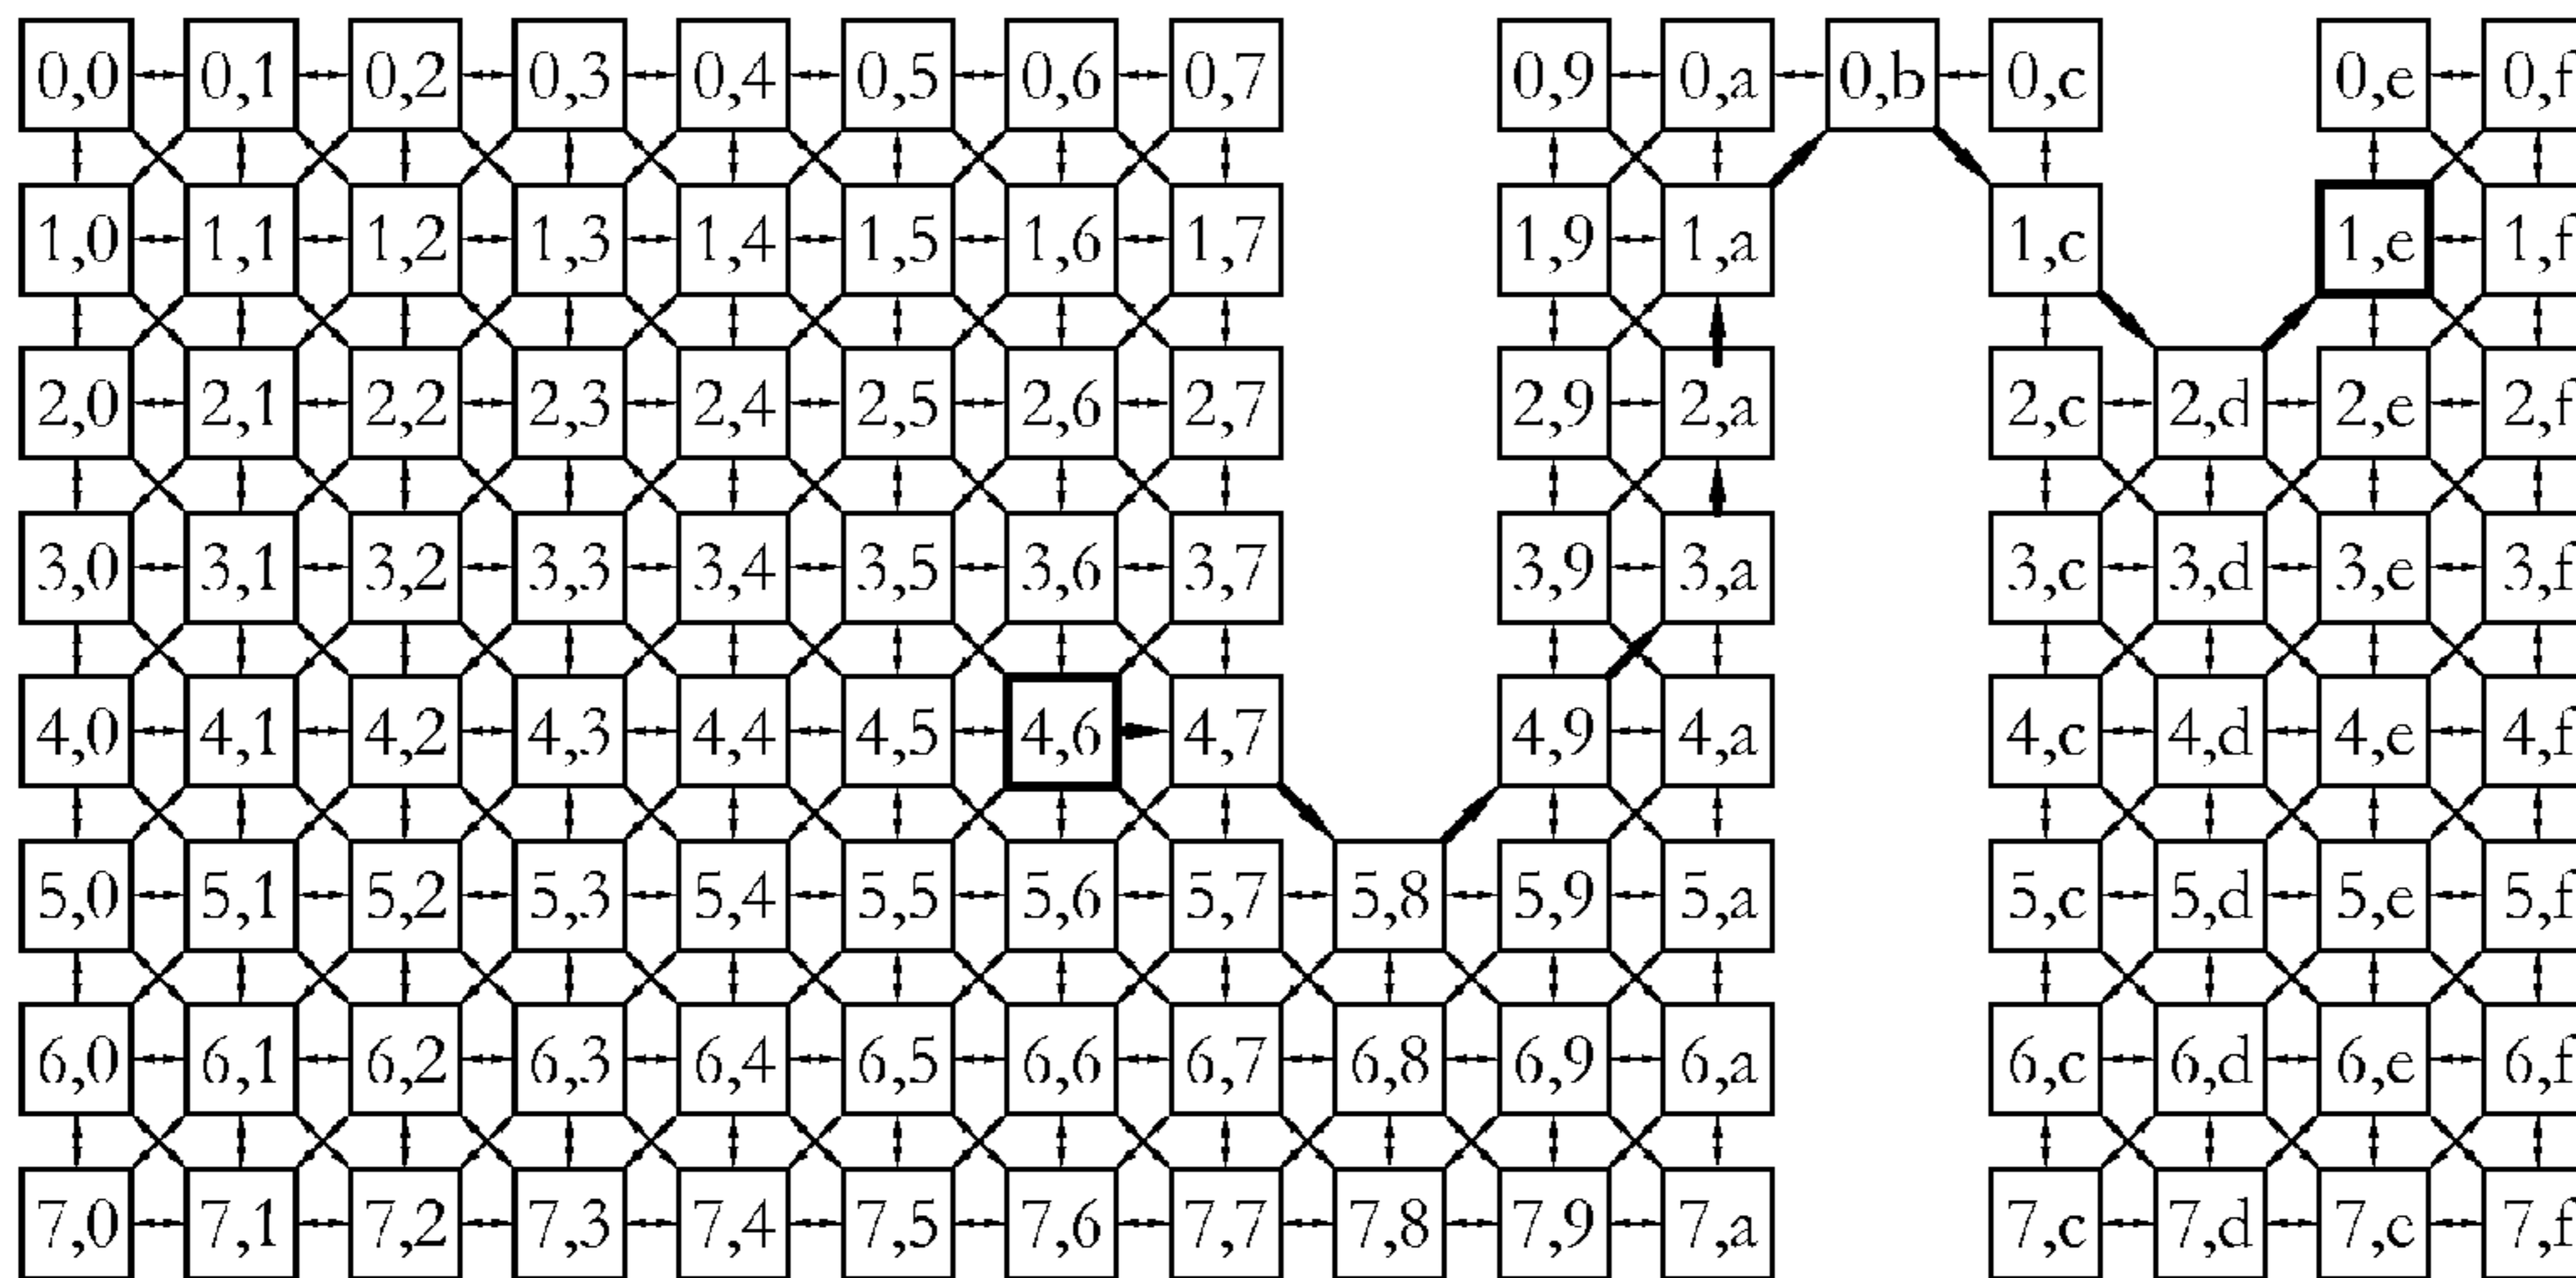 0,0 0,1 0,2 0,3 0,4 0,5 0,6 0,7 0,9 0,a 0,b 0,c 0,e 0,f
1,0 1,1 1,2 1,3 1,4 1,5 1,6 1,7 1,9 1,a 1,c 1,e 1,f
2,0 2,1 2,2 2,3 2,4 2,5 2,6 2,7 2,9 2,a 2,c 2,d 2,e 2,f
3,0 3,1 3,2 3,3 3,4 3,5 3,6 3,7 3,9 3,a 3,c 3,d 3,e 3,f
4,0 4,1 4,2 4,3 4,4 4,5 4,6 4,7 4,9 4,a 4,c 4,d 4,e 4,f
5,0 5,1 5,2 5,3 5,4 5,5 5,6 5,7 5,8 5,9 5,a 5,c 5,d 5,e 5,f
6,0 6,1 6,2 6,3 6,4 6,5 6,6 6,7 6,8 6,9 6,a 6,c 6,d 6,e 6,f
7,0 7,1 7,2 7,3 7,4 7,5 7,6 7,7 7,8 7,9 7,a 7,c 7,d 7,e 7,f